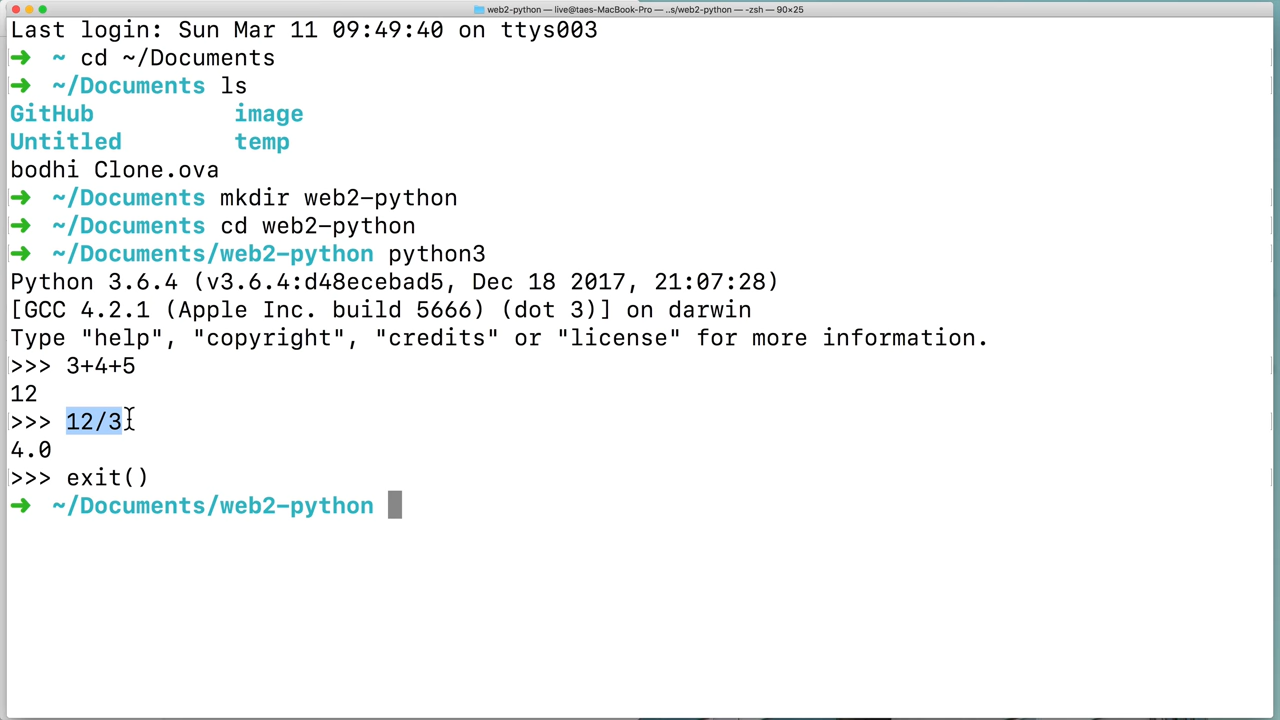 web2-python — live@taes-MacBook-Pro — ..s/web2-python — -zsh — 90×25
Last login: Sun Mar 11 09:49:40 on ttys003
➜ ~ cd ~/Documents
➜ ~/Documents ls
GitHub image
Untitled temp
bodhi Clone.ova
➜ ~/Documents mkdir web2-python
➜ ~/Documents cd web2-python
➜ ~/Documents/web2-python python3
Python 3.6.4 (v3.6.4:d48ecebad5, Dec 18 2017, 21:07:28)
[GCC 4.2.1 (Apple Inc. build 5666) (dot 3)] on darwin
Type "help", "copyright", "credits" or "license" for more information.
>>> 3+4+5
12
>>> 12/3
4.0
>>> exit()
➜ ~/Documents/web2-python